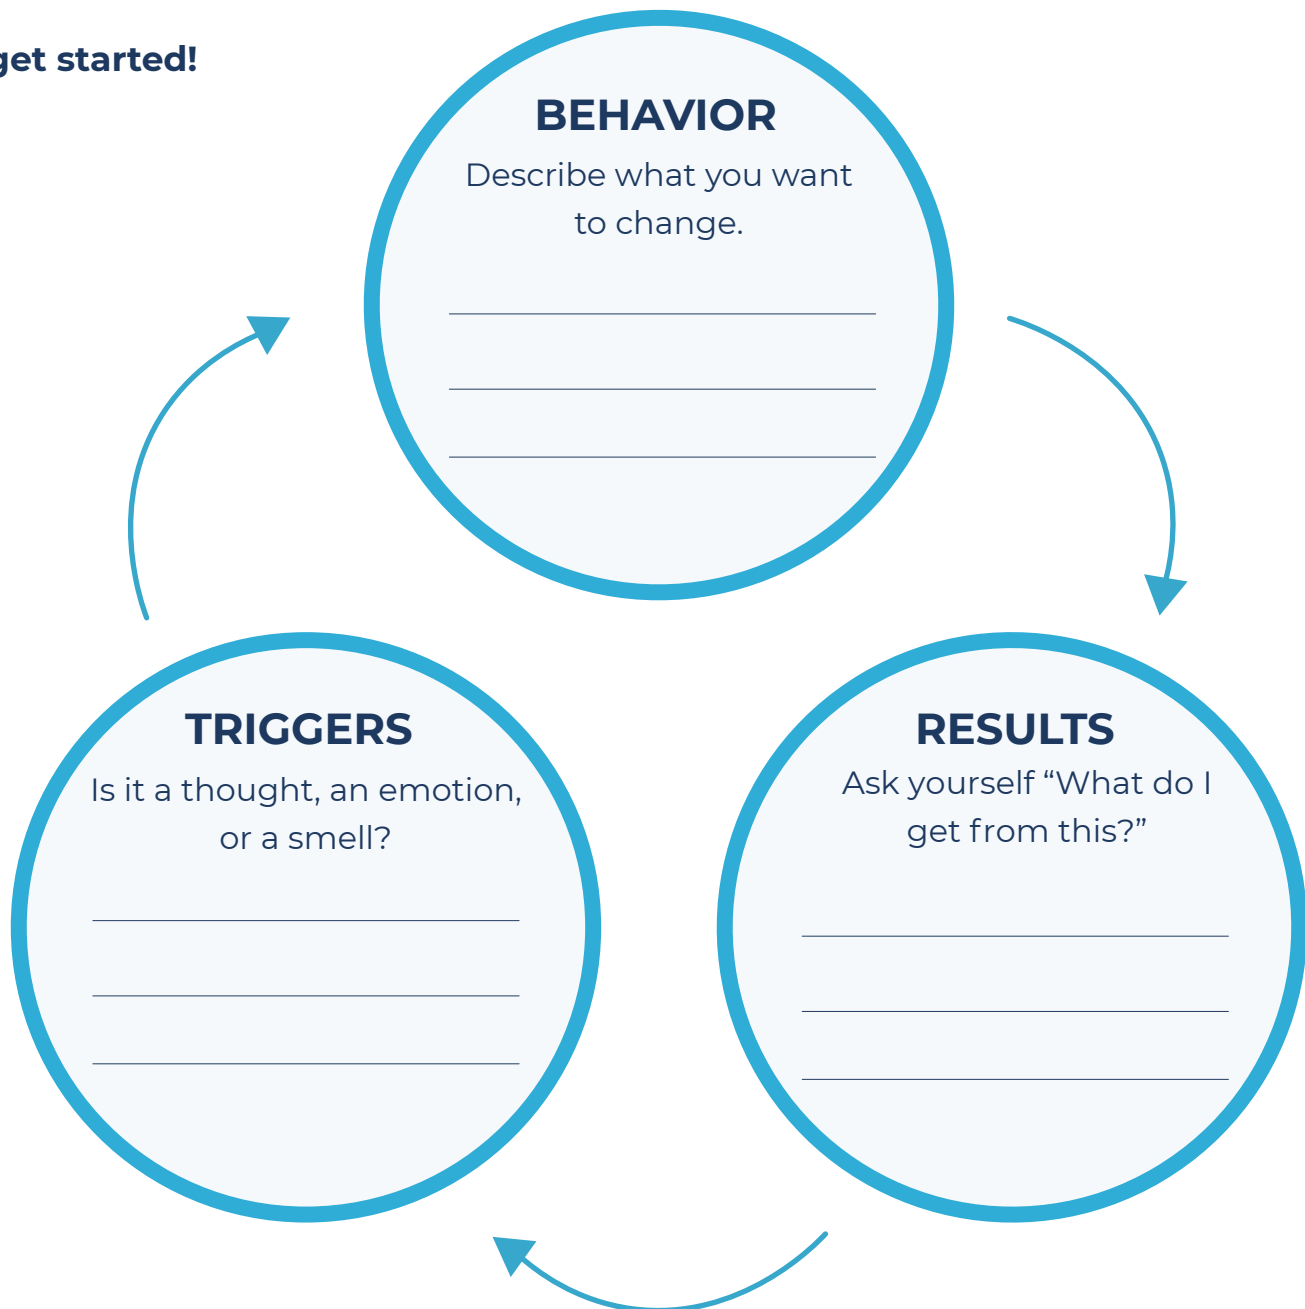 get started!
BEHAVIOR
Describe what you want
to change.
TRIGGERS
Is it a thought, an emotion,
or a smell?
RESULTS
Ask yourself “What do I
get from this?”